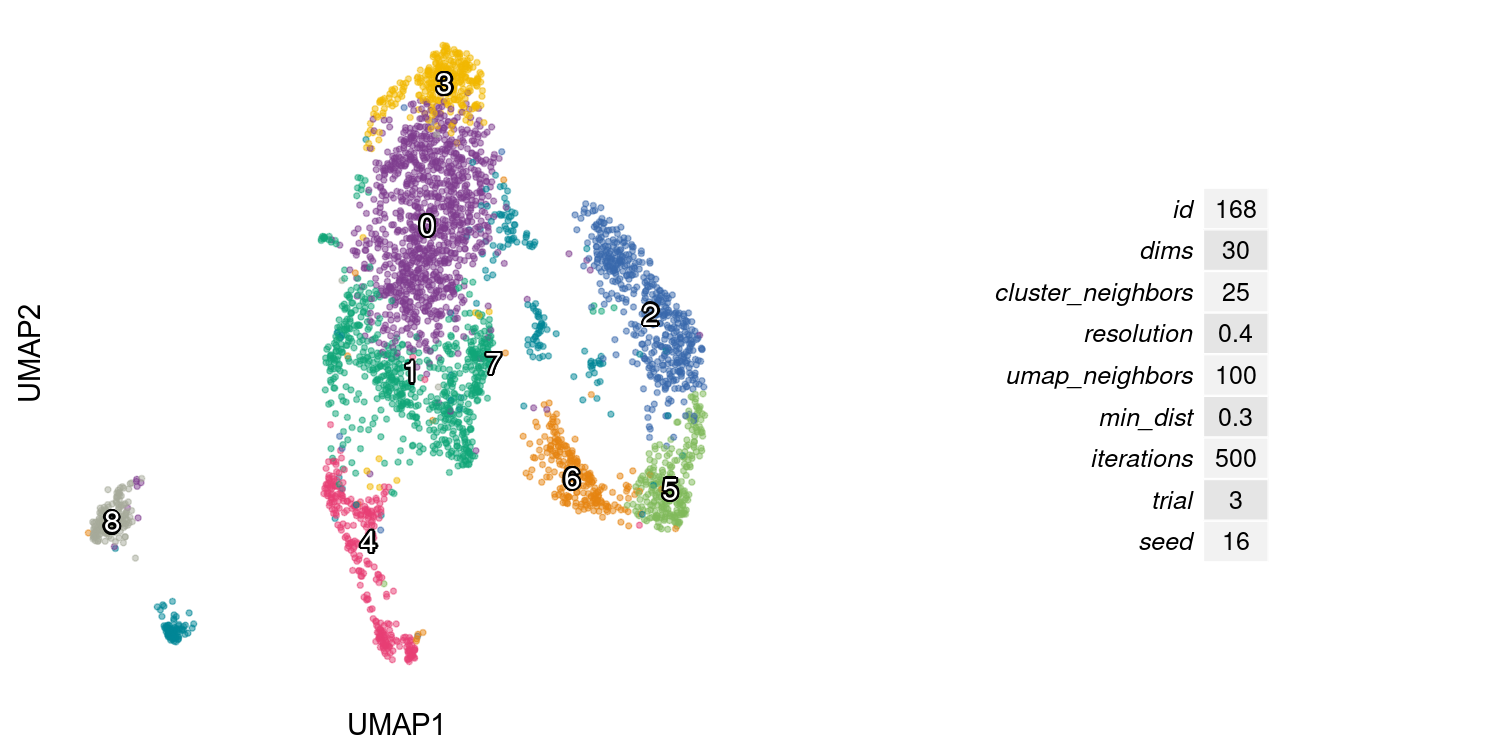 3
0
2
1
7
6
5
8
4
UMAP2
UMAP1
id 168
dims 30
cluster_neighbors 25
resolution 0.4
umap_neighbors 100
min_dist 0.3
iterations 500
trial 3
seed 16